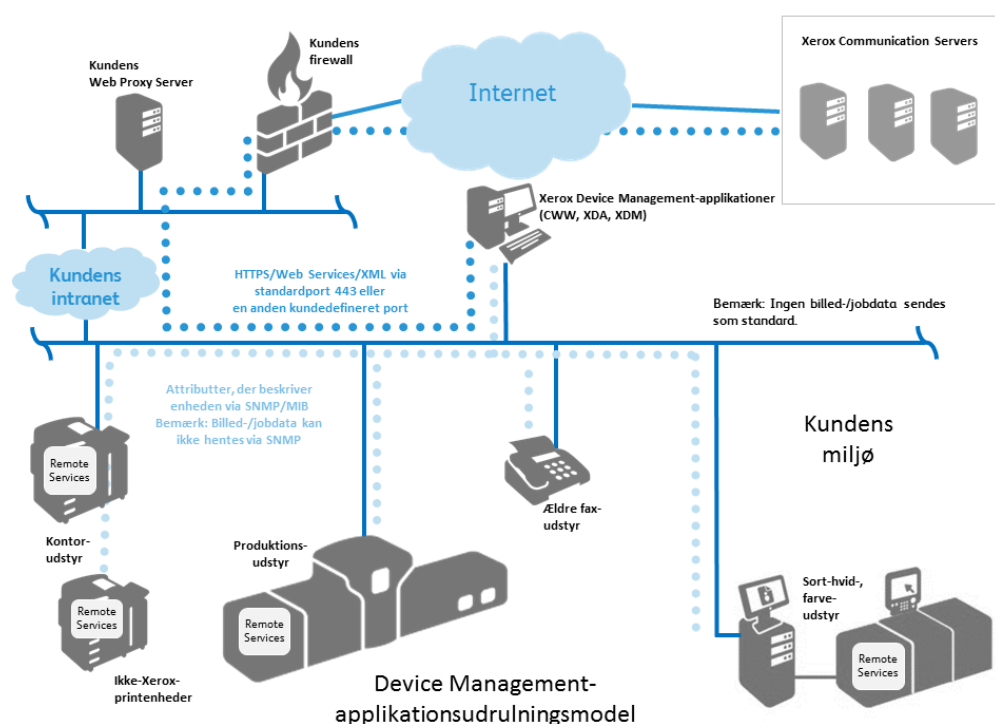 Kundens
firewall
Xerox Communication Servers
Kundens
Web Proxy Server
Internet
Xerox Device Management-applikationer
(CWW, XDA, XDM)
Kundens
intranet
HTTPS/Web Services/XML via
standardport 443 eller
en anden kundedefineret port
Bemærk: Ingen billed-/jobdata sendes
som standard.
Attributter, der beskriver
enheden via SNMP/MIB
Bemærk: Billed-/jobdata kan
ikke hentes via SNMP
Kundens
miljø
Remote
Services
Kontor-
udstyr
Ældre fax-
udstyr
Produktions-
udstyr
Remote
Services
Remote
Services
Ikke-Xerox-
printenheder
Sort-hvid-,
farve-
udstyr
Remote
Services
Device Management-
applikationsudrulningsmodel